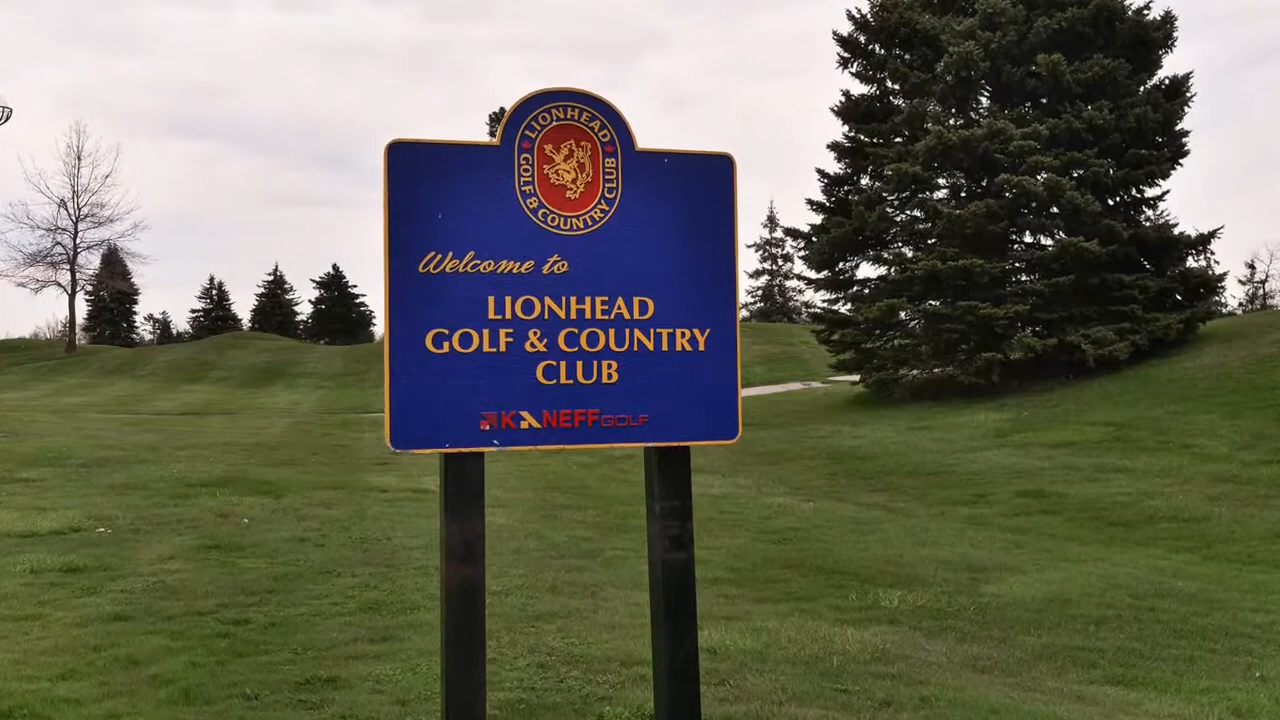 LIONHEAD
GOLF & COUNTRY CLUB
Welcome to
LIONHEAD
GOLF & COUNTRY
CLUB
KANEFF GOLF